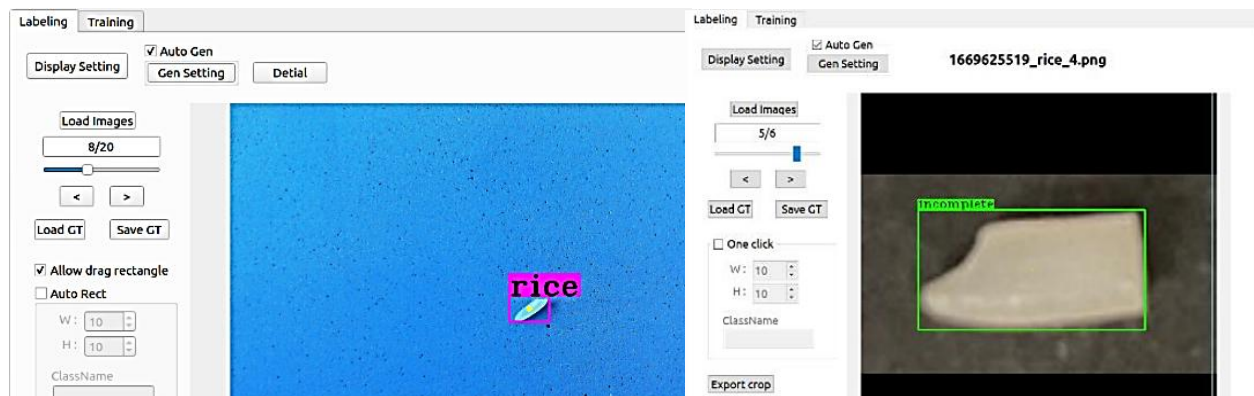 Labeling Training
Display Setting
Auto Gen
Gen Setting
Detial
Load Images
8/20
< >
Load GT Save GT
Allow drag rectangle
Auto Rect
W: 10
H: 10
ClassName
rice
Labeling Training
Display Setting
Auto Gen
Gen Setting
1669625519_rice_4.png
Load Images
5/6
< >
Load GT Save GT
One click
W: 10
H: 10
ClassName
Export crop
incomplete